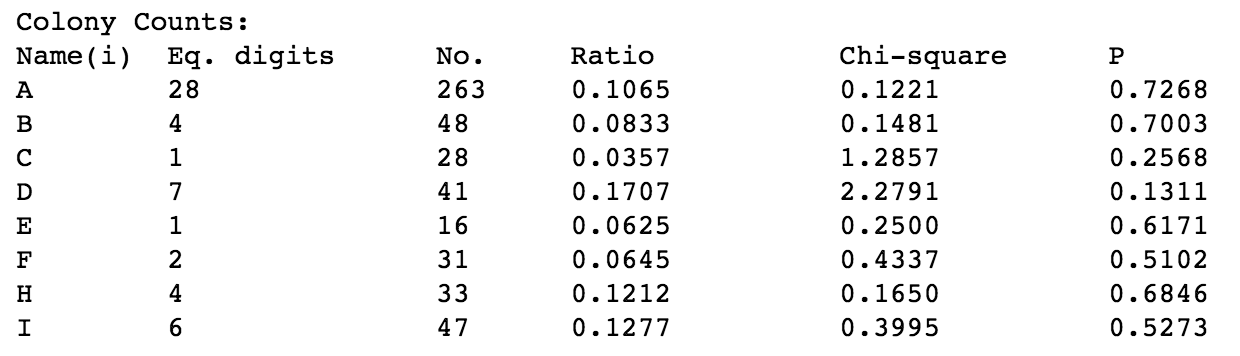 Colony Counts:
Name(i) Eq. digits No. Ratio Chi-square P
A 28 263 0.1065 0.1221 0.7268
B 4 48 0.0833 0.1481 0.7003
C 1 28 0.0357 1.2857 0.2568
D 7 41 0.1707 2.2791 0.1311
E 1 16 0.0625 0.2500 0.6171
F 2 31 0.0645 0.4337 0.5102
H 4 33 0.1212 0.1650 0.6846
I 6 47 0.1277 0.3995 0.5273